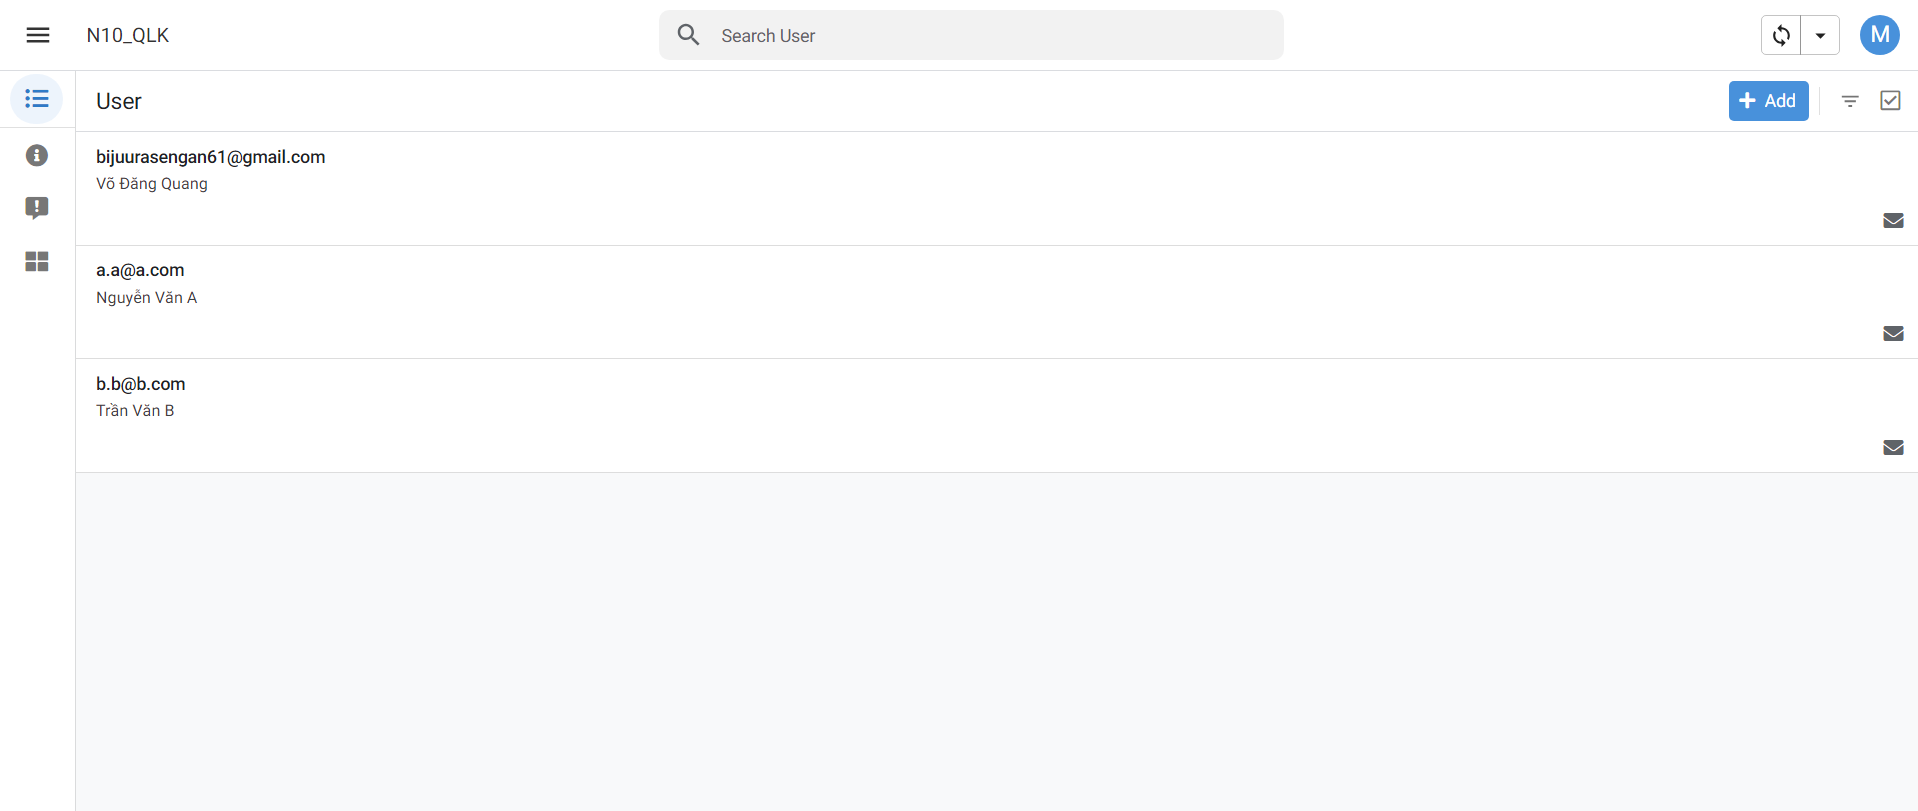 N10_QLK
Search User
M
User
Add
bijuurasengan61@gmail.com
Võ Đăng Quang
a.a@a.com
Nguyễn Văn A
b.b@b.com
Trần Văn B